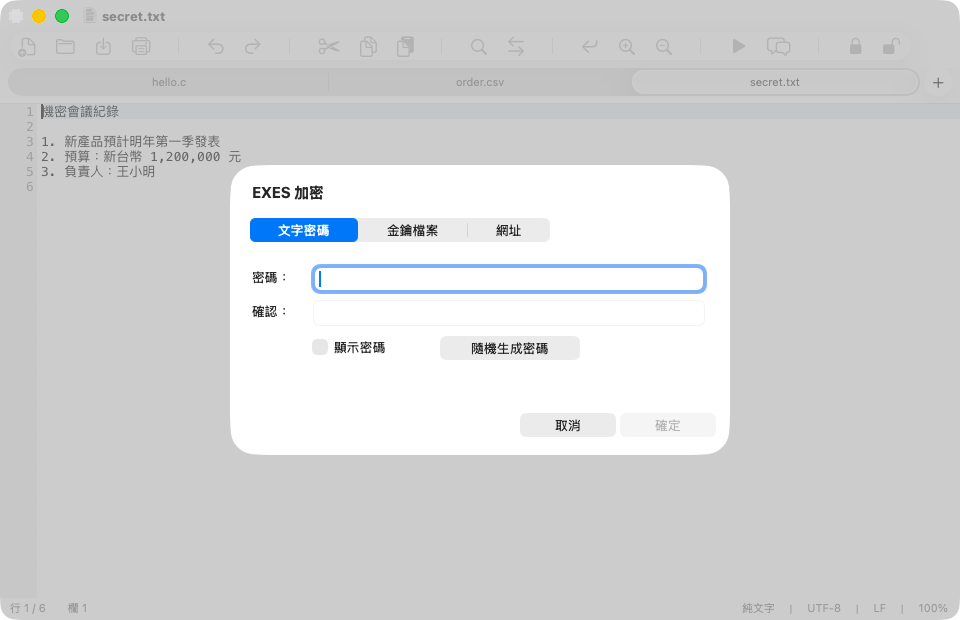 secret.txt
hello.c
order.csv
secret.txt
1 機密會議紀錄
2
3 1. 新產品預計明年第一季發表
4 2. 預算：新台幣 1,200,000 元
5 3. 負責人：王小明
6
EXES 加密
文字密碼 金鑰檔案 網址
密碼：
確認：
顯示密碼 隨機生成密碼
取消 確定
行 1 / 6 欄 1 純文字 | UTF-8 | LF | 100%